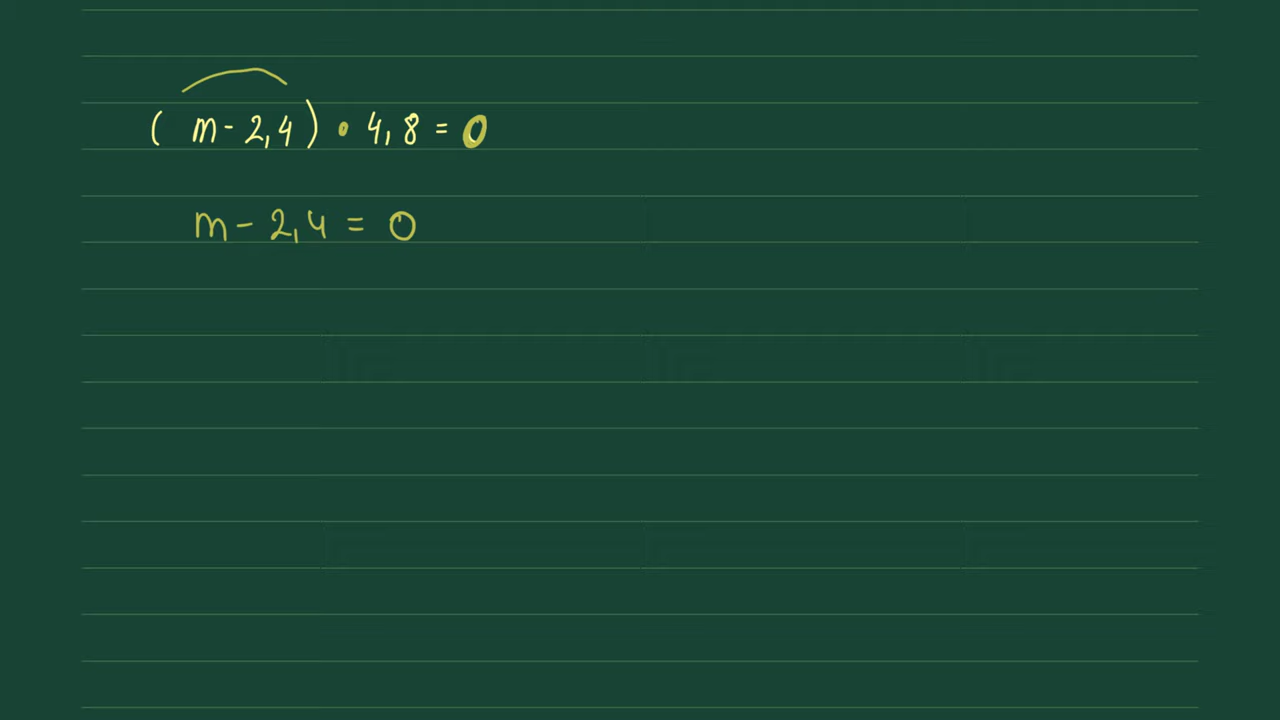 ( m - 2,4 ) • 4,8 = 0
m - 2,4 = 0